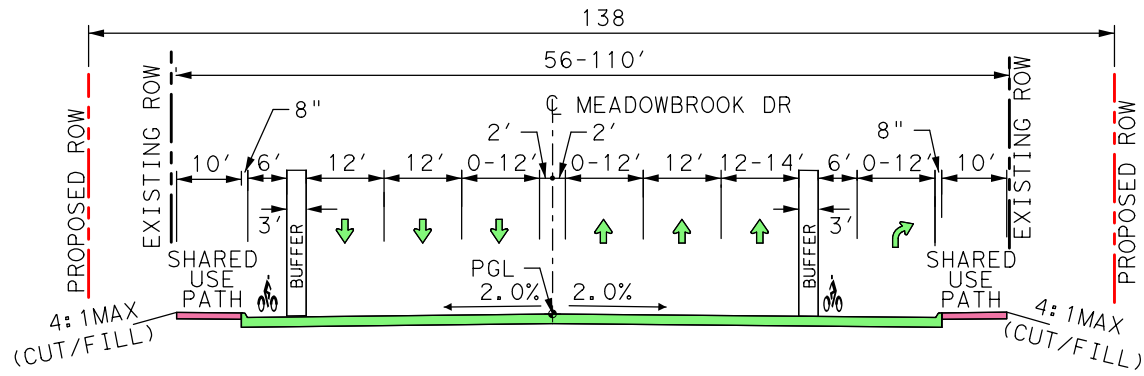 138
56-110'
℄ MEADOWBROOK DR
8"
2'
2'
8"
10'
6'
12'
12'
0-12'
0-12'
12'
12-14'
6'
0-12'
10'
3'
3'
PROPOSED ROW
EXISTING ROW
BUFFER
BUFFER
EXISTING ROW
PROPOSED ROW
SHARED
USE
PATH
SHARED
USE
PATH
PGL
2.0%
2.0%
4:1MAX
(CUT/FILL)
4:1MAX
(CUT/FILL)